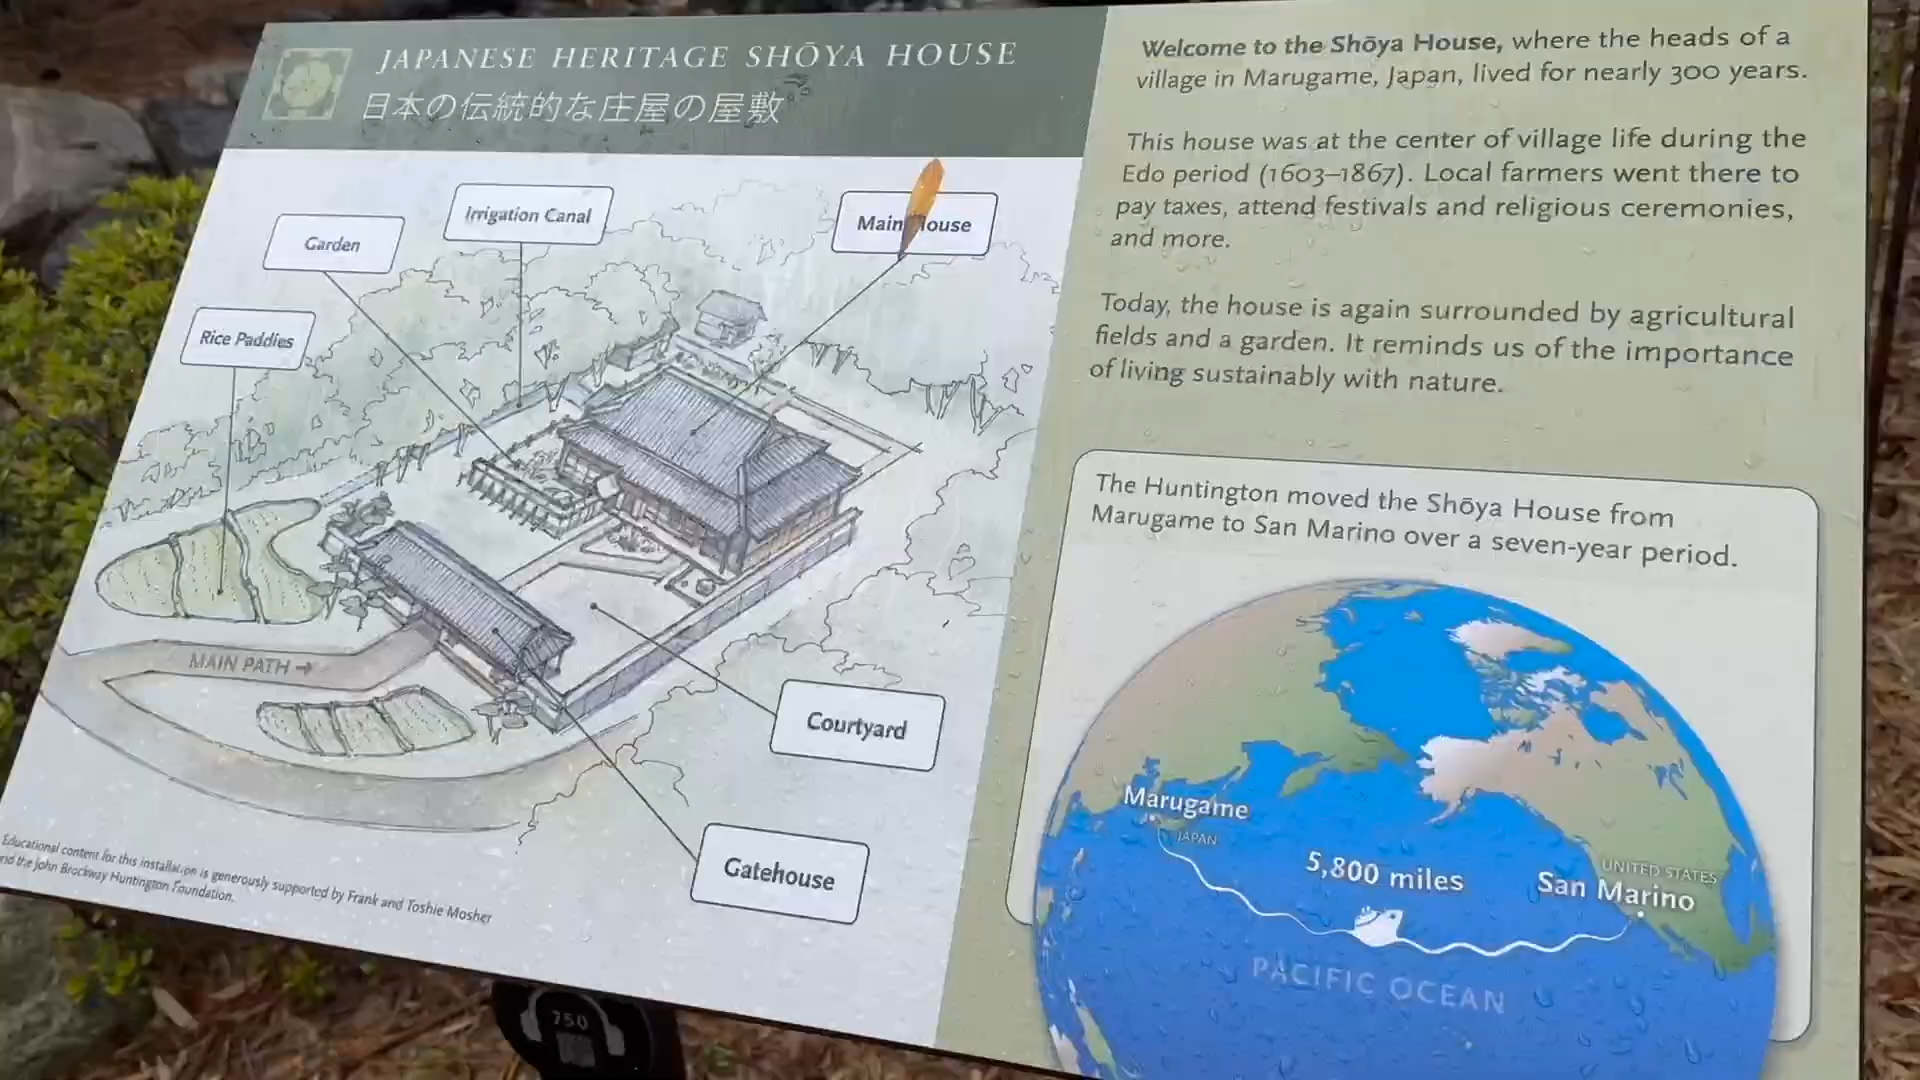 JAPANESE HERITAGE SHŌYA HOUSE
日本の伝統的な庄屋の屋敷
Garden
Irrigation Canal
Main House
Rice Paddies
MAIN PATH →
Courtyard
Gatehouse
Educational content for this installation is generously supported by Frank and Toshie Mosher
and the John Brockway Huntington Foundation.
750
Welcome to the Shōya House, where the heads of a
village in Marugame, Japan, lived for nearly 300 years.
This house was at the center of village life during the
Edo period (1603–1867). Local farmers went there to
pay taxes, attend festivals and religious ceremonies,
and more.
Today, the house is again surrounded by agricultural
fields and a garden. It reminds us of the importance
of living sustainably with nature.
The Huntington moved the Shōya House from
Marugame to San Marino over a seven-year period.
Marugame
JAPAN
5,800 miles
UNITED STATES
San Marino
PACIFIC OCEAN